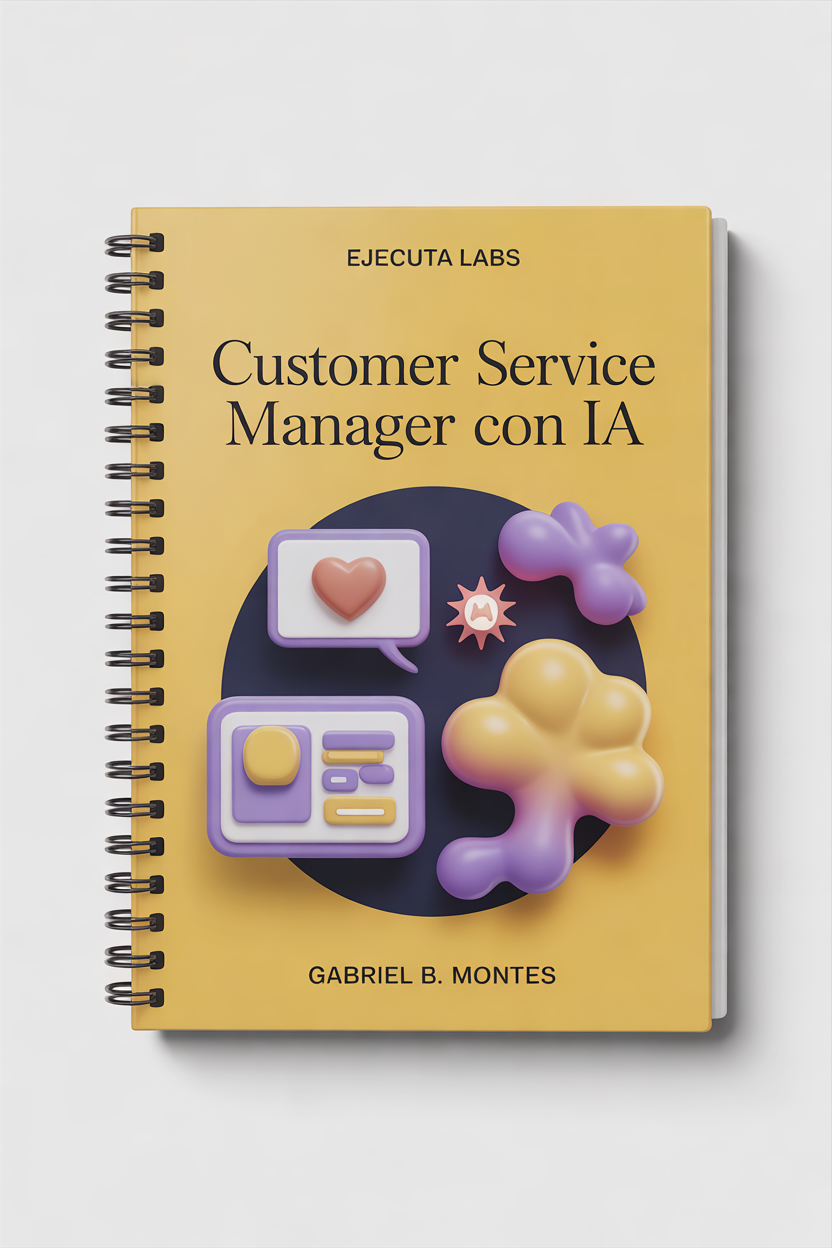 EJECUTA LABS
Customer Service
Manager con IA
GABRIEL B. MONTES